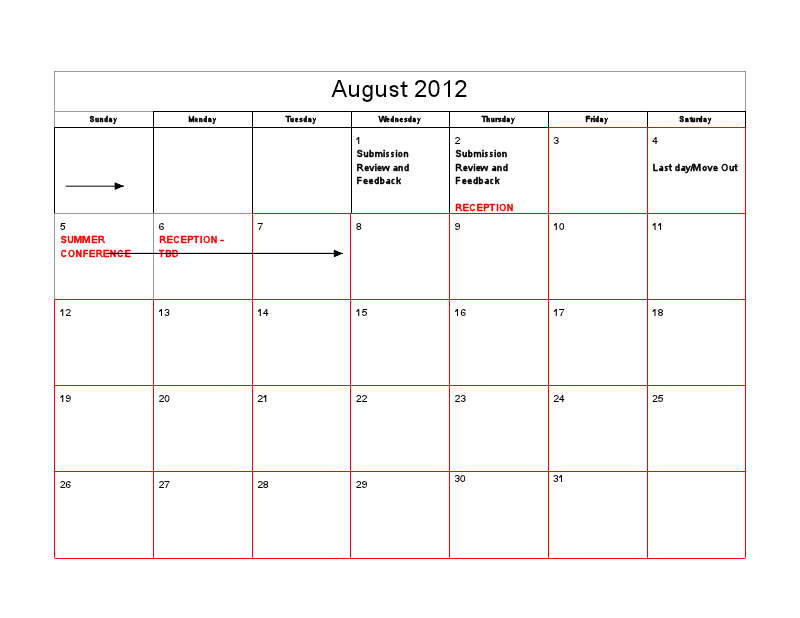 August 2012
Sunday Monday Tuesday Wednesday Thursday Friday Saturday
1 2 3 4
Submission Submission
Review and Review and Last day/Move Out
Feedback Feedback
RECEPTION
5 6 7 8 9 10 11
SUMMER RECEPTION –
CONFERENCE TBD
12 13 14 15 16 17 18
19 20 21 22 23 24 25
26 27 28 29 30 31